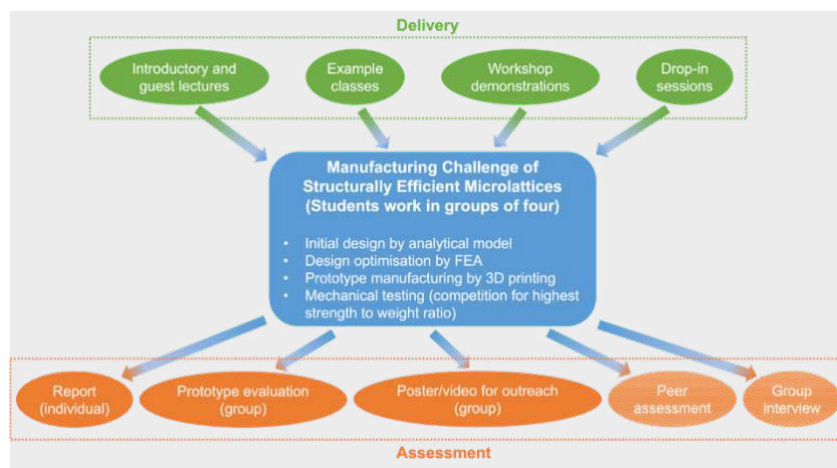 Delivery
Introductory and
guest lectures
Example
classes
Workshop
demonstrations
Drop-in
sessions
Manufacturing Challenge of
Structurally Efficient Microlattices
(Students work in groups of four)
• Initial design by analytical model
• Design optimisation by FEA
• Prototype manufacturing by 3D printing
• Mechanical testing (competition for highest
strength to weight ratio)
Report
(individual)
Prototype evaluation
(group)
Poster/video for outreach
(group)
Peer
assessment
Group
interview
Assessment